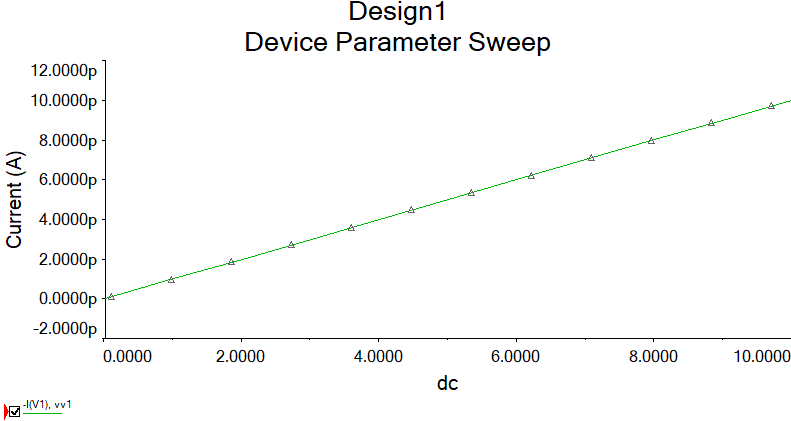 Design1
Device Parameter Sweep
12.0000p
10.0000p
8.0000p
6.0000p
4.0000p
2.0000p
0.0000p
-2.0000p
Current (A)
0.0000 2.0000 4.0000 6.0000 8.0000 10.0000
dc
-I(V1), vv1